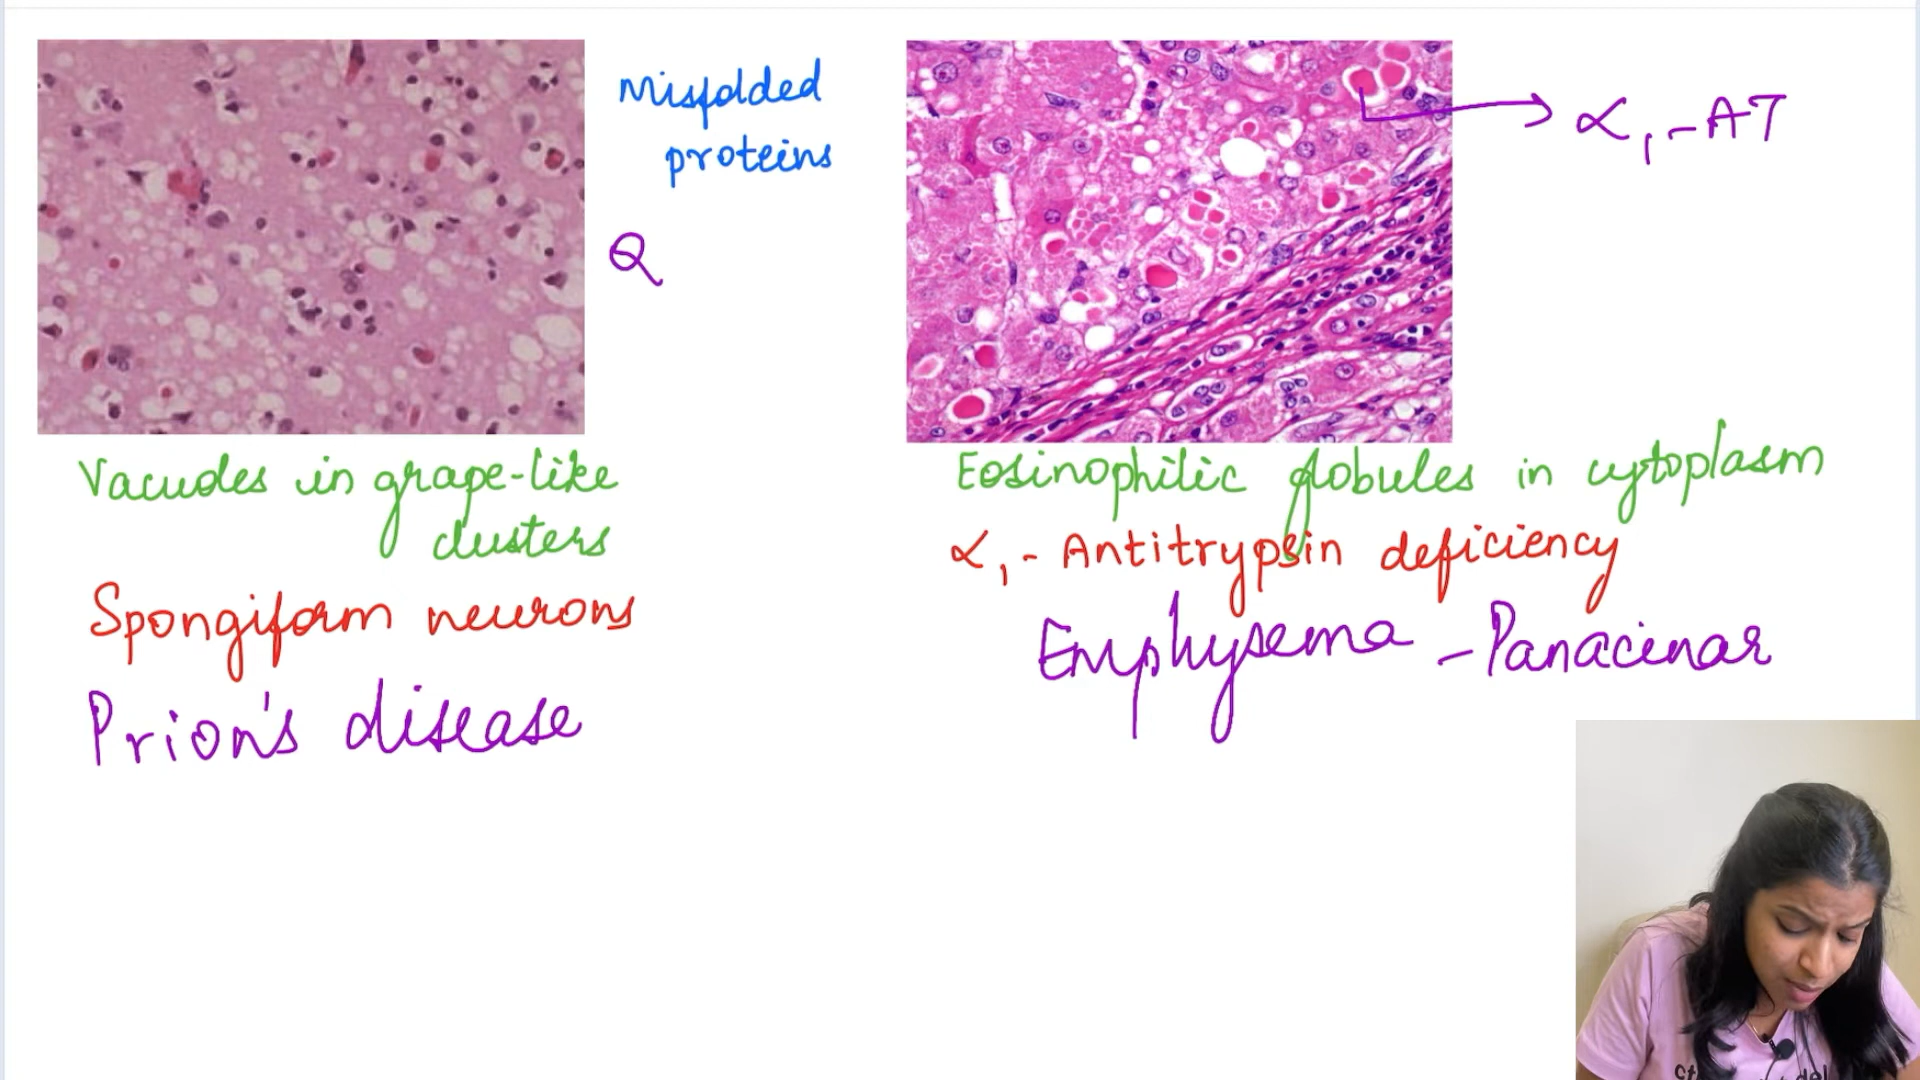 Misfolded
proteins
Q
Vacuoles in grape-like
clusters
Spongiform neurons
Prion's disease
α₁-AT
Eosinophilic globules in cytoplasm
α₁- Antitrypsin deficiency
Emphysema - Panacinar